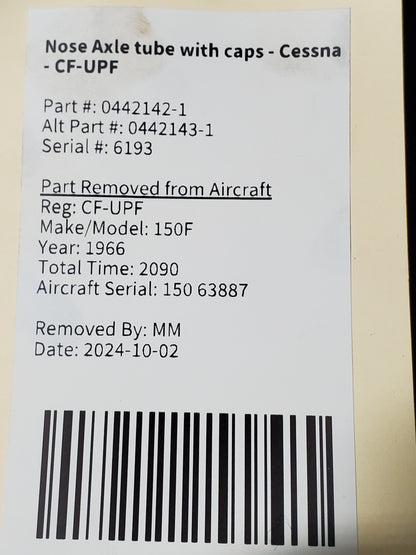 Nose Axle tube with caps - Cessna
- CF-UPF
Part #: 0442142-1
Alt Part #: 0442143-1
Serial #: 6193
Part Removed from Aircraft
Reg: CF-UPF
Make/Model: 150F
Year: 1966
Total Time: 2090
Aircraft Serial: 150 63887
Removed By: MM
Date: 2024-10-02